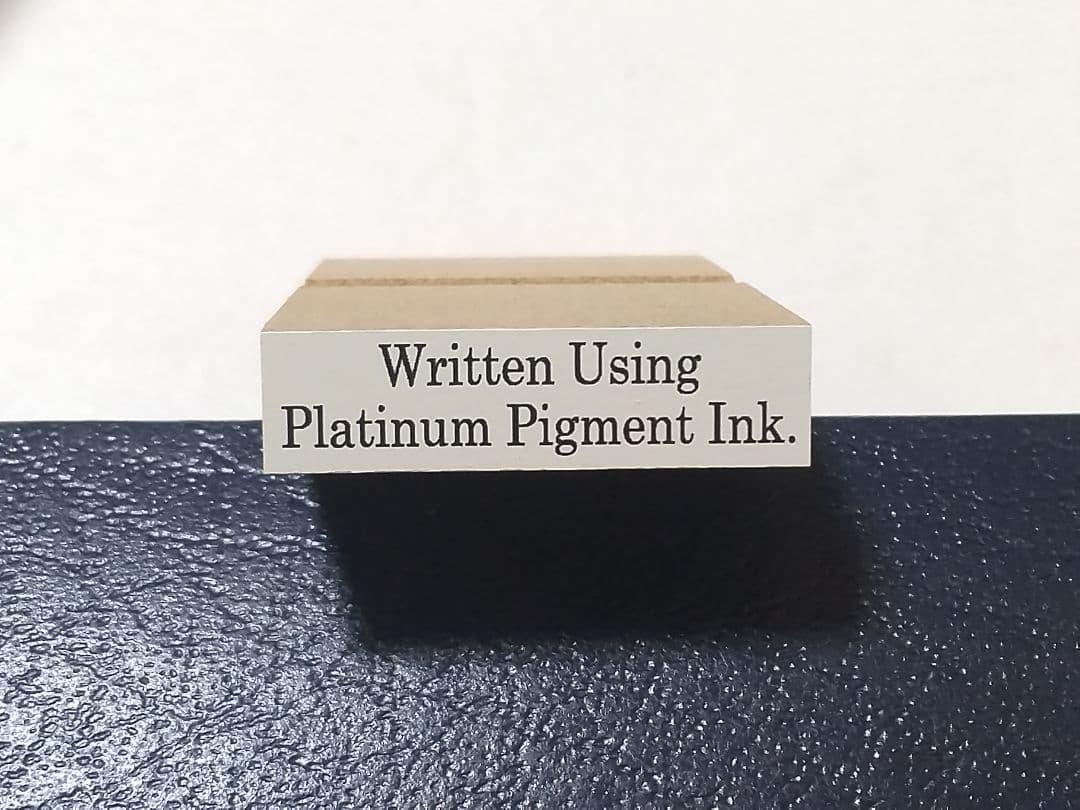 Written Using
Platinum Pigment Ink.